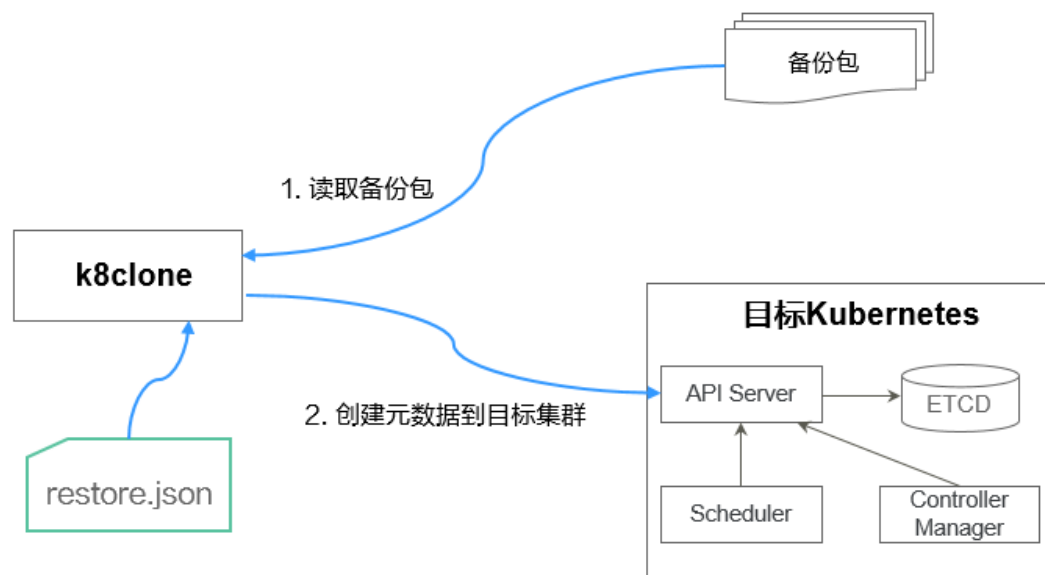 备份包
1. 读取备份包
k8clone
目标Kubernetes
API Server
ETCD
2. 创建元数据到目标集群
restore.json
Scheduler
Controller
Manager